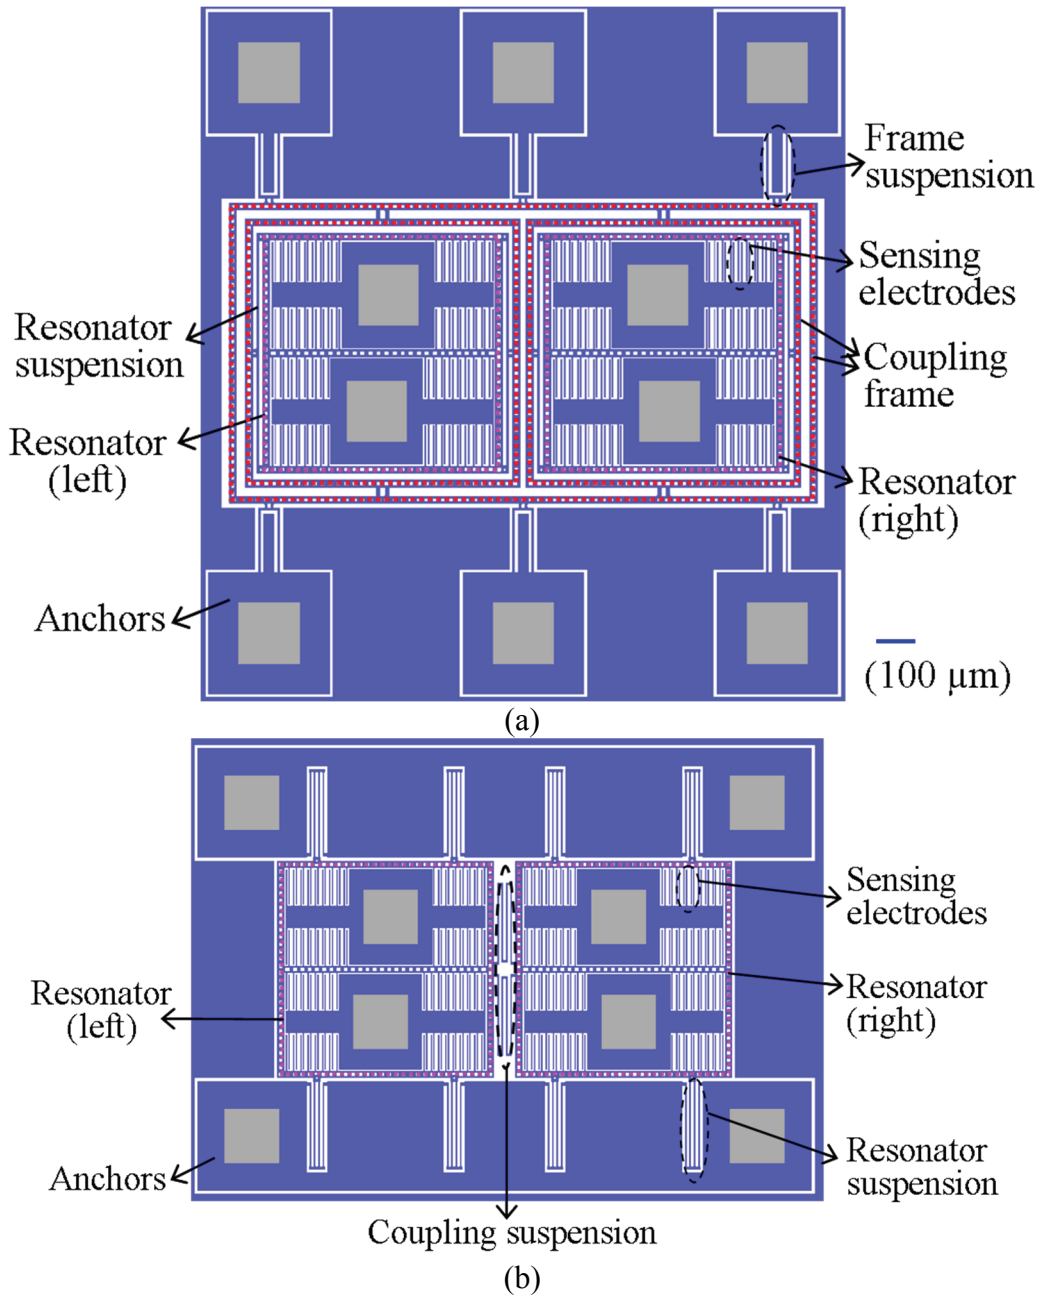 Frame
suspension
Sensing
electrodes
Resonator
suspension
Coupling
frame
Resonator
(left)
Resonator
(right)
Anchors
(100 µm)
(a)
Sensing
electrodes
Resonator
(left)
Resonator
(right)
Anchors
Resonator
suspension
Coupling suspension
(b)